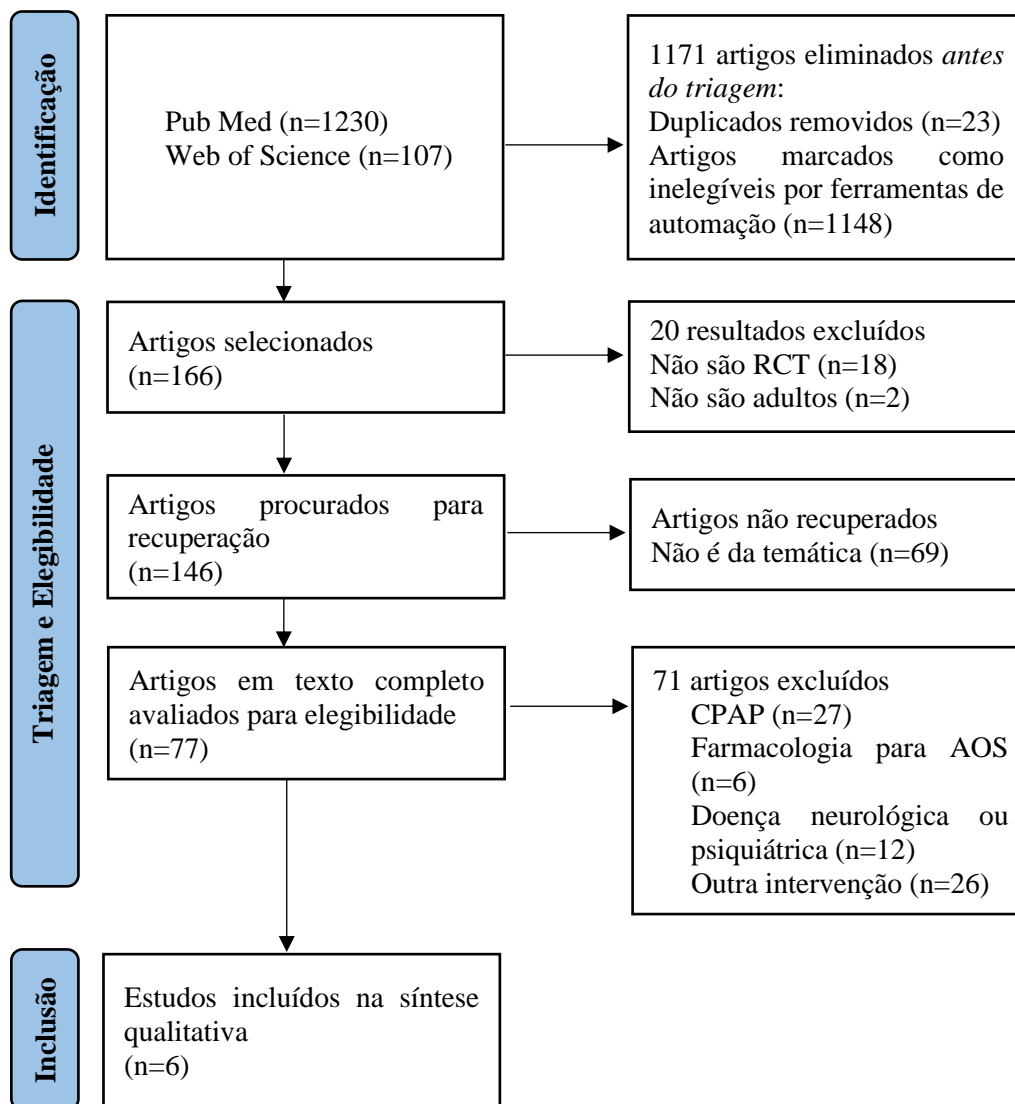 Identificação
Pub Med (n=1230)
Web of Science (n=107)
1171 artigos eliminados antes
do triagem:
Duplicados removidos (n=23)
Artigos marcados como
inelegíveis por ferramentas de
automação (n=1148)
Triagem e Elegibilidade
Artigos selecionados
(n=166)
20 resultados excluídos
Não são RCT (n=18)
Não são adultos (n=2)
Artigos procurados para
recuperação
(n=146)
Artigos não recuperados
Não é da temática (n=69)
Artigos em texto completo
avaliados para elegibilidade
(n=77)
71 artigos excluídos
CPAP (n=27)
Farmacologia para AOS
(n=6)
Doença neurológica ou
psiquiátrica (n=12)
Outra intervenção (n=26)
Inclusão
Estudos incluídos na síntese
qualitativa
(n=6)